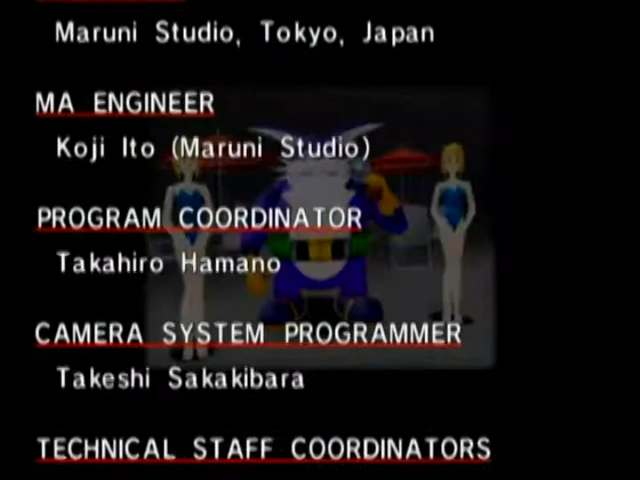 Maruni Studio, Tokyo, Japan
MA ENGINEER
Koji Ito (Maruni Studio)
PROGRAM COORDINATOR
Takahiro Hamano
CAMERA SYSTEM PROGRAMMER
Takeshi Sakakibara
TECHNICAL STAFF COORDINATORS